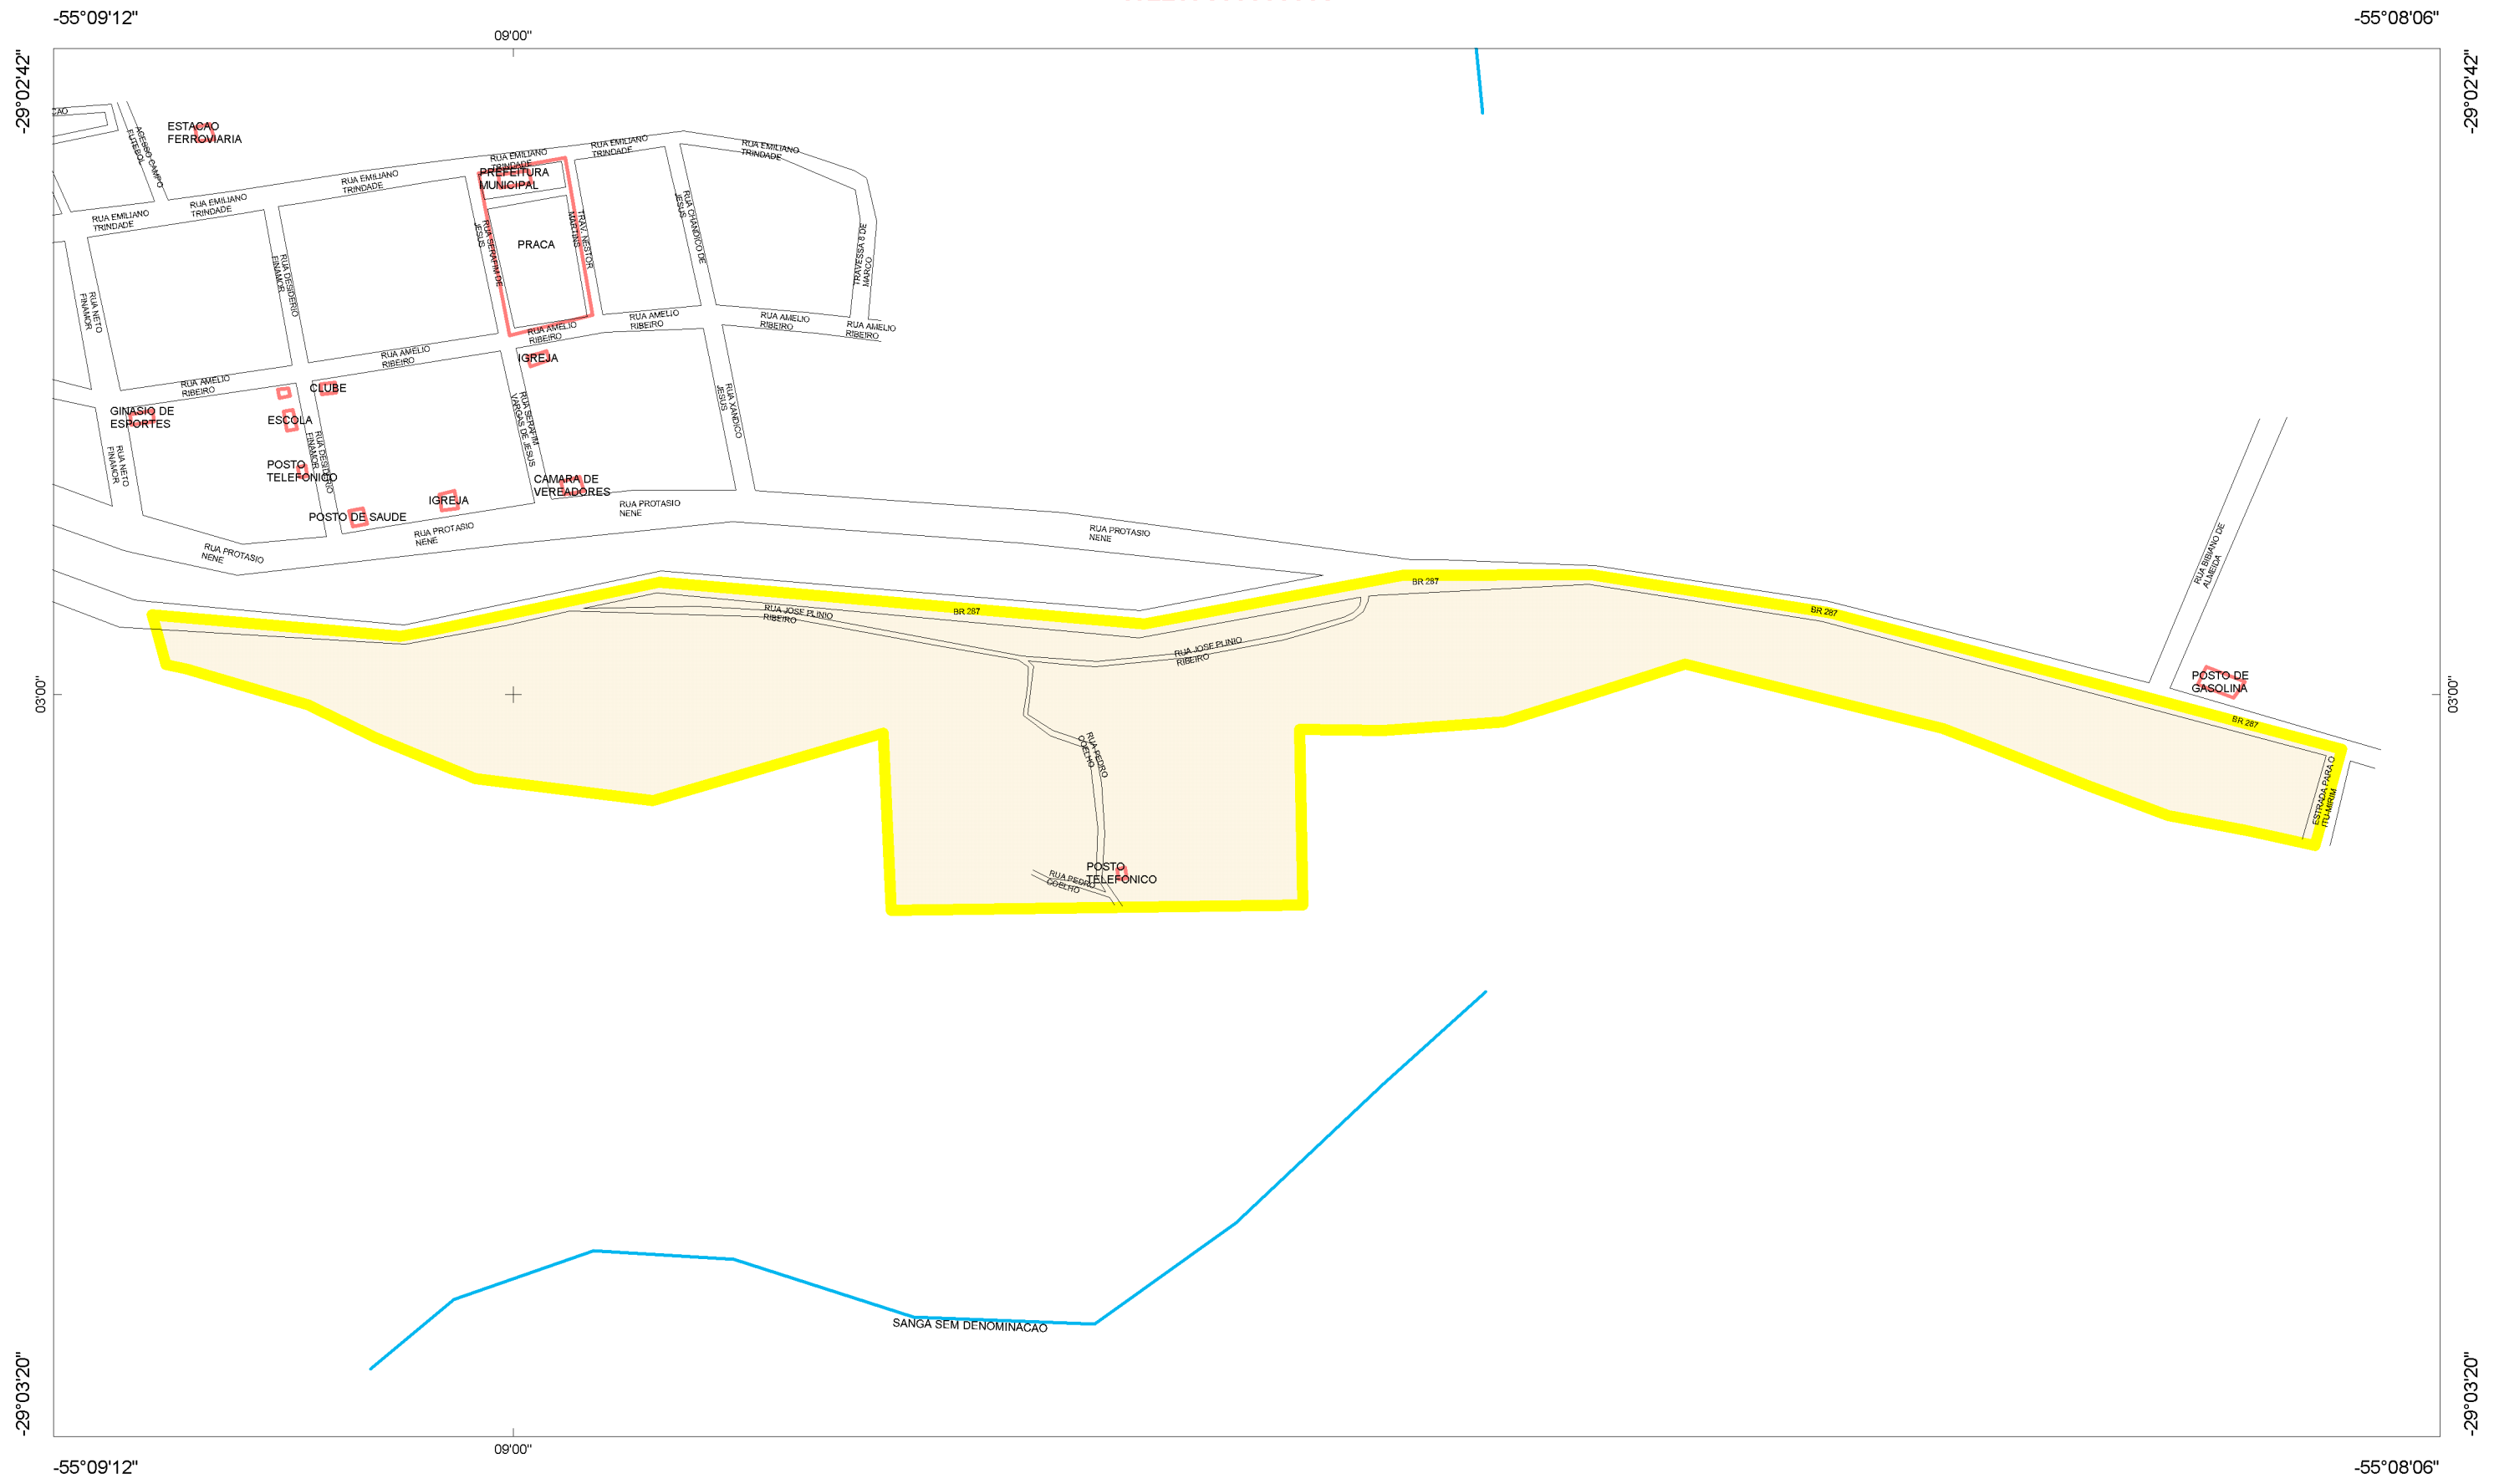 -55°09'12"
-55°08'06"
09'00"
-29°02'42"
-29°02'42"
ESTACAO
FERROVIARIA
ACESSO CAMPO
FUTEBOL
RUA EMILIANO
TRINDADE
RUA EMILIANO
TRINDADE
RUA EMILIANO
TRINDADE
RUA EMILIANO
TRINDADE
RUA EMILIANO
TRINDADE
RUA EMILIANO
TRINDADE
PREFEITURA
MUNICIPAL
PRACA
RUA SERAFIM DE
JESUS
TRAV. NESTOR
MARTINS
RUA CHANDICO DE
JESUS
TRAVESSA 8 DE
MARCO
RUA NETO
FINAMOR
RUA DESIDERIO
FINAMOR
RUA AMELIO
RIBEIRO
RUA AMELIO
RIBEIRO
RUA AMELIO
RIBEIRO
RUA AMELIO
RIBEIRO
RUA AMELIO
RIBEIRO
RUA AMELIO
RIBEIRO
IGREJA
CLUBE
GINASIO DE
ESPORTES
ESCOLA
RUA NETO
FINAMOR
RUA DESIDERIO
FINAMOR
RUA SERAFIM
VARGAS DE JESUS
RUA XANDICO
JESUS
POSTO
TELEFONICO
CAMARA DE
VEREADORES
IGREJA
POSTO DE SAUDE
RUA PROTASIO
NENE
RUA PROTASIO
NENE
RUA PROTASIO
NENE
RUA PROTASIO
NENE
RUA BIBIANO DE
ALMEIDA
BR 287
BR 287
BR 287
BR 287
RUA JOSE PLINIO
RIBEIRO
RUA JOSE PLINIO
RIBEIRO
POSTO DE
GASOLINA
03'00"
03'00"
RUA PEDRO
COELHO
ESTRADA PARA O
ITU-MIRIM
POSTO
TELEFONICO
RUA PEDRO
COELHO
SANGA SEM DENOMINACAO
-29°03'20"
-29°03'20"
09'00"
-55°09'12"
-55°08'06"